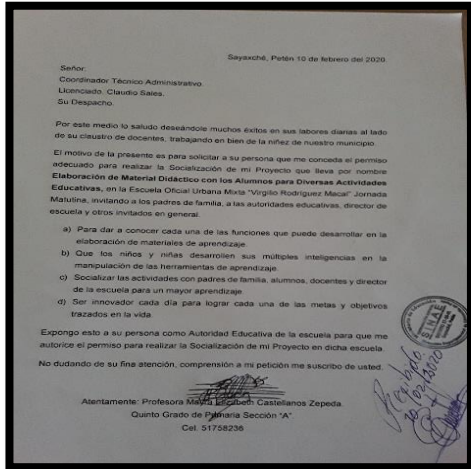 Sayaxché, Petén 10 de febrero del 2020.
Señor.
Coordinador Técnico Administrativo.
Licenciado. Claudio Sales.
Su Despacho.
Por este medio lo saludo deseándole muchos éxitos en sus labores diarias al lado
de su claustro de docentes, trabajando en bien de la niñez de nuestro municipio.
El motivo de la presente es para solicitar a su persona que me conceda el permiso
adecuado para realizar la Socialización de mi Proyecto que lleva por nombre
Elaboración de Material Didáctico con los Alumnos para Diversas Actividades
Educativas, en la Escuela Oficial Urbana Mixta "Virgilio Rodríguez Macal" Jornada
Matutina, invitando a los padres de familia, a las autoridades educativas, director de
escuela y otros invitados en general.
a) Para dar a conocer cada una de las funciones que puede desarrollar en la
elaboración de materiales de aprendizaje.
b) Que los niños y niñas desarrollen sus múltiples inteligencias en la
manipulación de las herramientas de aprendizaje.
c) Socializar las actividades con padres de familia, alumnos, docentes y director
de la escuela para un mayor aprendizaje.
d) Ser innovador cada día para lograr cada una de las metas y objetivos
trazados en la vida.
Expongo esto a su persona como Autoridad Educativa de la escuela para que me
autorice el permiso para realizar la Socialización de mi Proyecto en dicha escuela.
No dudando de su fina atención, comprensión a mi petición me suscribo de usted.
Atentamente: Profesora Mayra Elizabeth Castellanos Zepeda.
Quinto Grado de Primaria Sección "A"
Cel. 51758236
SINAE
Recibido
10/02/2020